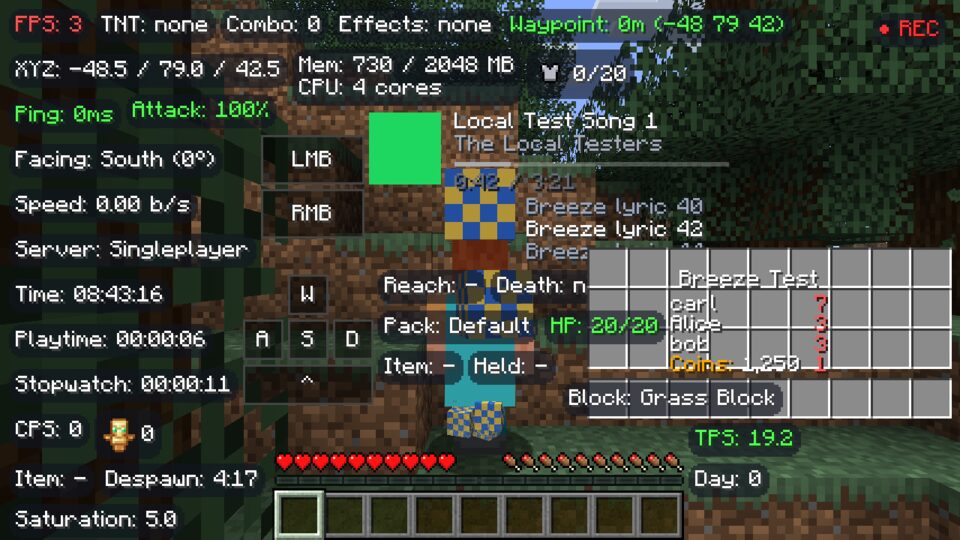 FPS: 3 TNT: none Combo: 0 Effects: none Waypoint: 0m (-48 79 42)
● REC
XYZ: -48.5 / 79.0 / 42.5
Mem: 730 / 2048 MB
CPU: 4 cores
0/20
Ping: 0ms
Attack: 100%
Local Test Song 1
The Local Testers
0:42 / 3:21
Facing: South (0°)
LMB
Speed: 0.00 b/s
RMB
Breeze lyric 40
Breeze lyric 42
Breeze lyric
Server: Singleplayer
Time: 08:43:16
W
Reach: - Death: n
Breeze Test
carl 7
Alice 3
bob 3
Coins: 1,250 1
Playtime: 00:00:06
A S D
Pack: Default HP: 20/20
Stopwatch: 00:00:11
^
Item: - Held: -
Block: Grass Block
CPS: 0
0
TPS: 19.2
Item: - Despawn: 4:17
Day: 0
Saturation: 5.0